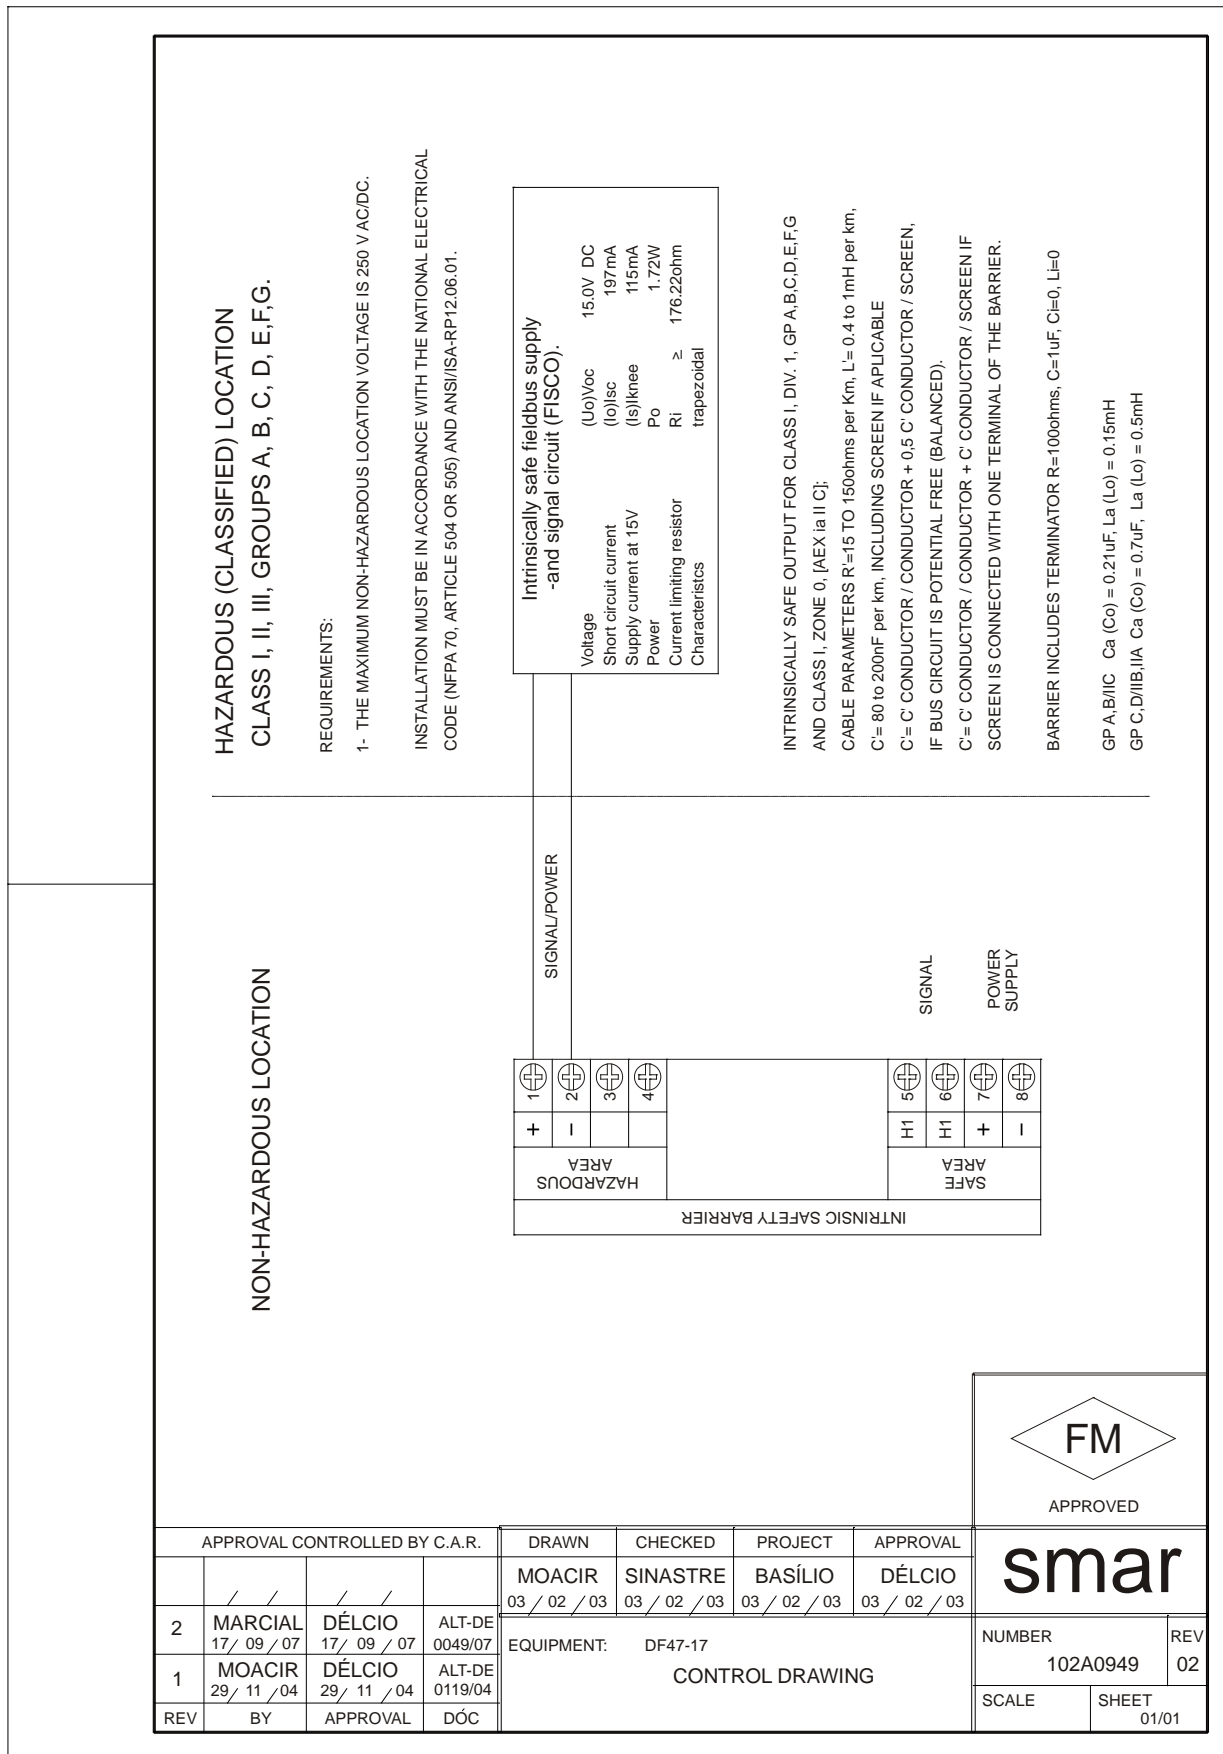 HAZARDOUS (CLASSIFIED) LOCATION
CLASS I, II, III, GROUPS A, B, C, D, E,F,G.
REQUIREMENTS:
1- THE MAXIMUM NON-HAZARDOUS LOCATION VOLTAGE IS 250 V AC/DC.
INSTALLATION MUST BE IN ACCORDANCE WITH THE NATIONAL ELECTRICAL
CODE (NFPA 70, ARTICLE 504 OR 505) AND ANSI/ISA-RP12.06.01.
Intrinsically safe fieldbus supply
-and signal circuit (FISCO).
Voltage (Uo)Voc 15.0V DC
Short circuit current (Io)Isc 197mA
Supply current at 15V (Is)Iknee 115mA
Power Po 1.72W
Current limiting resistor Ri ≥ 176.22ohm
Characteristcs trapezoidal
INTRINSICALLY SAFE OUTPUT FOR CLASS I, DIV. 1, GP A,B,C,D,E,F,G
AND CLASS I, ZONE 0, [AEX ia II C];
CABLE PARAMETERS R'=15 TO 150ohms per Km, L'= 0.4 to 1mH per km,
C'= 80 to 200nF per km, INCLUDING SCREEN IF APLICABLE
C'= C' CONDUCTOR / CONDUCTOR + 0,5 C' CONDUCTOR / SCREEN,
IF BUS CIRCUIT IS POTENTIAL FREE (BALANCED).
C'= C' CONDUCTOR / CONDUCTOR + C' CONDUCTOR / SCREEN IF
SCREEN IS CONNECTED WITH ONE TERMINAL OF THE BARRIER.
BARRIER INCLUDES TERMINATOR R=100ohms, C=1uF, Ci=0, Li=0
GP A,B/IIC Ca (Co) = 0.21uF, La (Lo) = 0.15mH
GP C,D/IIB,IIA Ca (Co) = 0.7uF, La (Lo) = 0.5mH
NON-HAZARDOUS LOCATION
SIGNAL/POWER
SIGNAL
POWER
SUPPLY
+ 1
− 2
3
4
HAZARDOUS
AREA
H1 5
H1 6
+ 7
− 8
SAFE
AREA
INTRINSIC SAFETY BARRIER
FM
APPROVED
APPROVAL CONTROLLED BY C.A.R.
/ / / /
2 MARCIAL DÉLCIO ALT-DE
17/ 09 / 07 17/ 09 / 07 0049/07
1 MOACIR DÉLCIO ALT-DE
29/ 11 / 04 29/ 11 / 04 0119/04
REV BY APPROVAL DÓC
DRAWN CHECKED PROJECT APPROVAL
MOACIR SINASTRE BASÍLIO DÉLCIO
03 / 02 / 03 03 / 02 / 03 03 / 02 / 03 03 / 02 / 03
EQUIPMENT: DF47-17
CONTROL DRAWING
smar
NUMBER REV
102A0949 02
SCALE SHEET
01/01